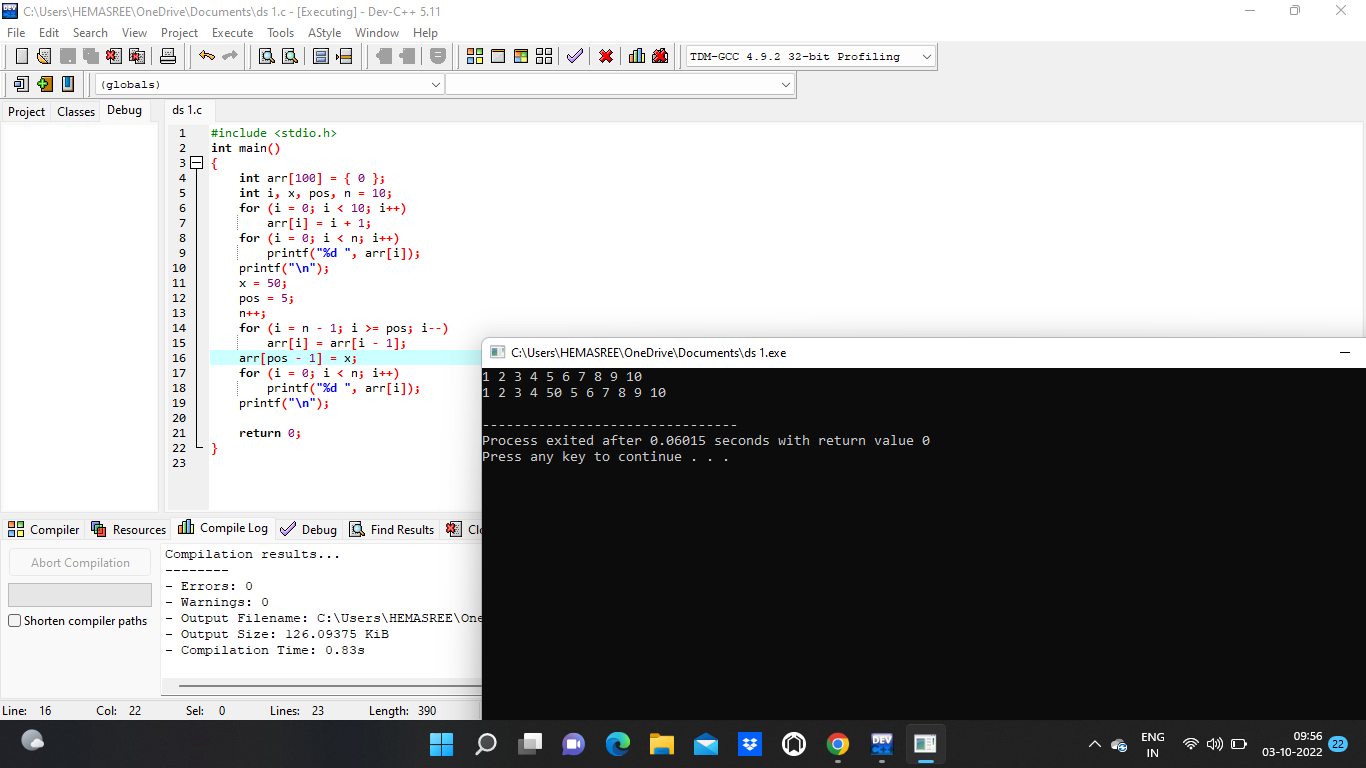 C:\Users\HEMASREE\OneDrive\Documents\ds 1.c - [Executing] - Dev-C++ 5.11
File Edit Search View Project Execute Tools AStyle Window Help
TDM-GCC 4.9.2 32-bit Profiling
(globals)
Project Classes Debug
ds 1.c
1 #include <stdio.h>
2 int main()
3 {
4 int arr[100] = { 0 };
5 int i, x, pos, n = 10;
6 for (i = 0; i < 10; i++)
7 arr[i] = i + 1;
8 for (i = 0; i < n; i++)
9 printf("%d ", arr[i]);
10 printf("\n");
11 x = 50;
12 pos = 5;
13 n++;
14 for (i = n - 1; i >= pos; i--)
15 arr[i] = arr[i - 1];
16 arr[pos - 1] = x;
17 for (i = 0; i < n; i++)
18 printf("%d ", arr[i]);
19 printf("\n");
20
21 return 0;
22 }
23
C:\Users\HEMASREE\OneDrive\Documents\ds 1.exe
1 2 3 4 5 6 7 8 9 10
1 2 3 4 50 5 6 7 8 9 10
--------------------------------
Process exited after 0.06015 seconds with return value 0
Press any key to continue . . .
Compiler Resources Compile Log Debug Find Results Clo
Abort Compilation
Shorten compiler paths
Compilation results...
--------
- Errors: 0
- Warnings: 0
- Output Filename: C:\Users\HEMASREE\One
- Output Size: 126.09375 KiB
- Compilation Time: 0.83s
Line: 16 Col: 22 Sel: 0 Lines: 23 Length: 390
DEV
ENG
IN
09:56
03-10-2022
22